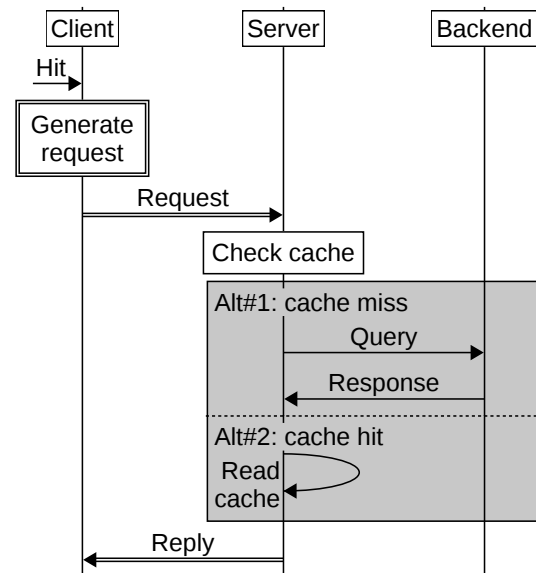 Client
Server
Backend
Hit
Generate
request
Request
Check cache
Alt#1: cache miss
Query
Response
Alt#2: cache hit
Read
cache
Reply